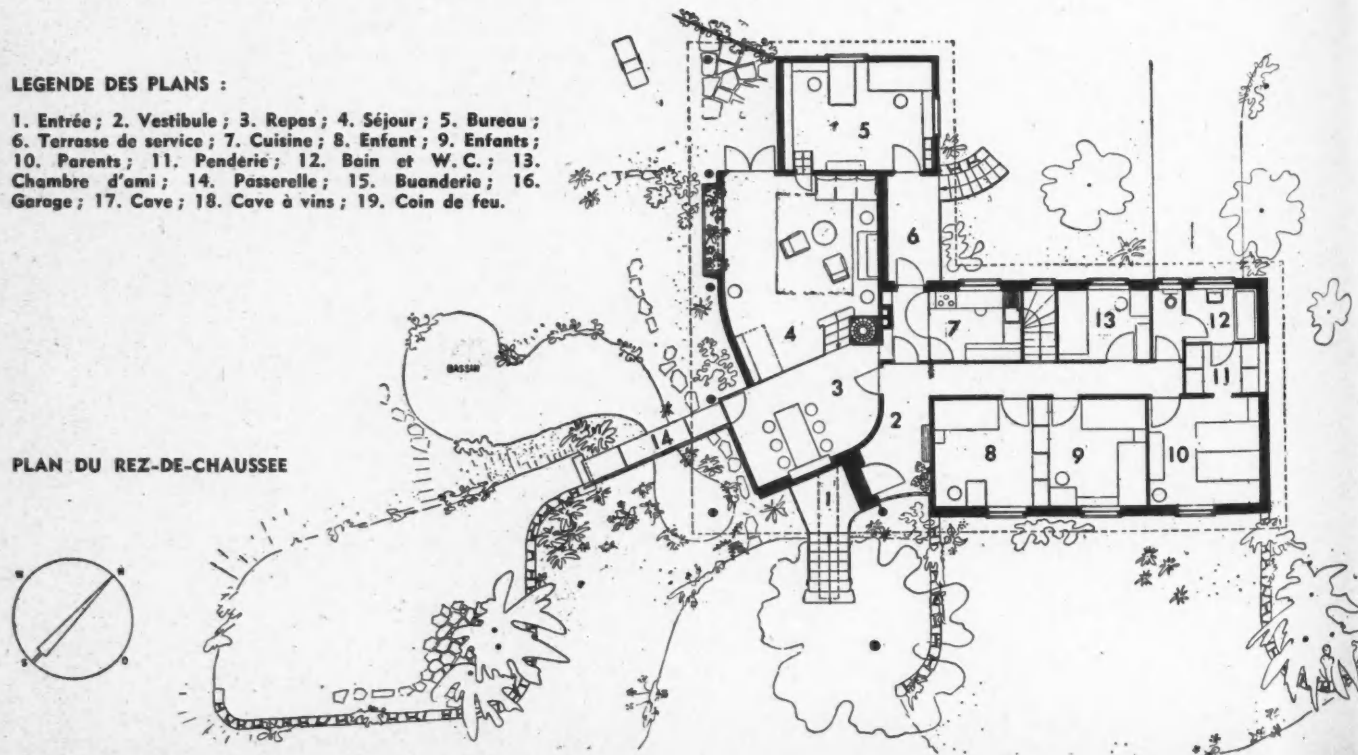 LEGENDE DES PLANS :
1. Entrée ; 2. Vestibule ; 3. Repas ; 4. Séjour ; 5. Bureau ;
6. Terrasse de service ; 7. Cuisine ; 8. Enfant ; 9. Enfants ;
10. Parents ; 11. Penderie ; 12. Bain et W. C. ; 13.
Chambre d'ami ; 14. Passerelle ; 15. Buanderie ; 16.
Garage ; 17. Cave ; 18. Cave à vins ; 19. Coin de feu.
5
6
4
7
13
12
11
3
2
BASSIN
14
8
9
10
1
PLAN DU REZ-DE-CHAUSSEE
S